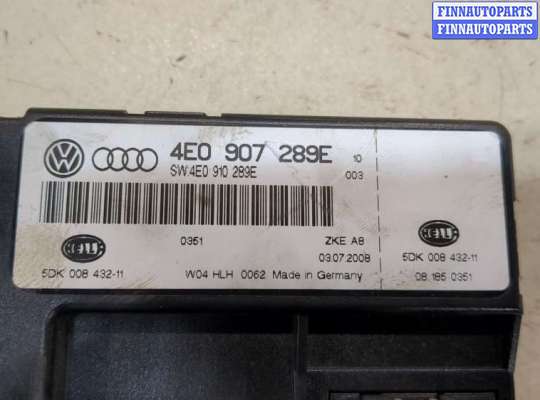 FINNAUTOPARTS
FINNAUTOPARTS
4E0 907 289E 10
SW:4E0 910 289E 003
0351 ZKE A8
HELLA HELLA
03.07.2008
5DK 008 432-11 5DK 008 432-11
W04 HLH 0062 Made in Germany 08.185 0351